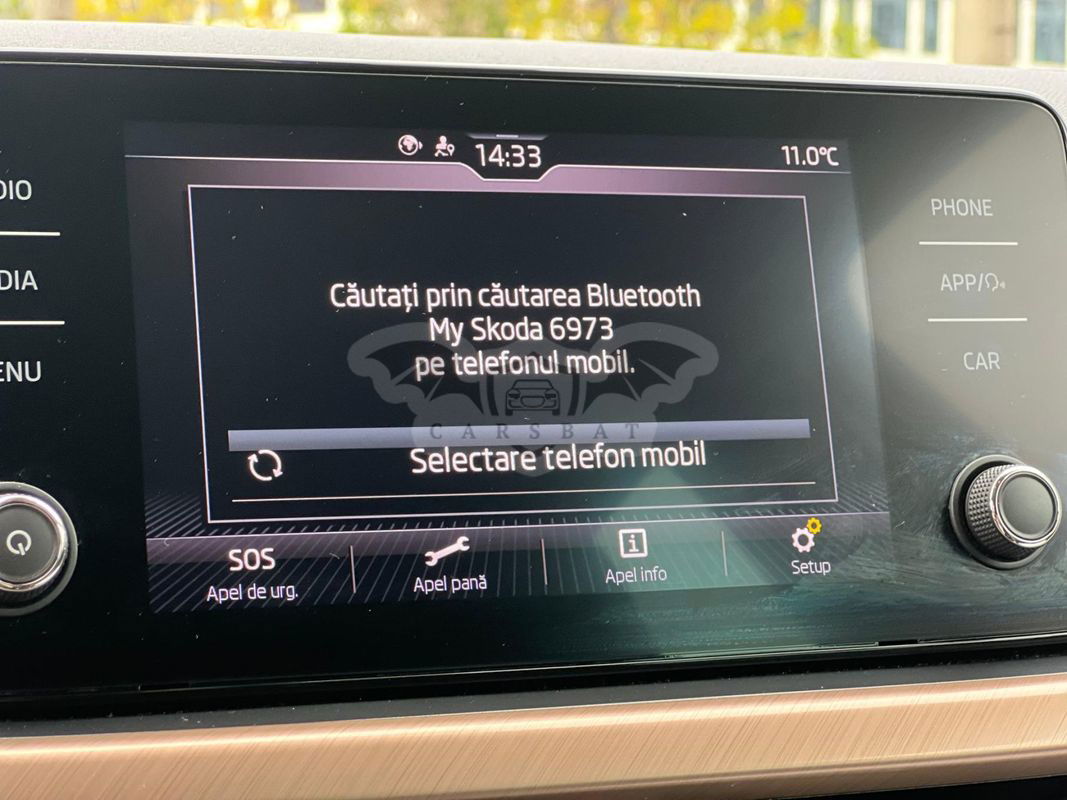 14:33
11.0°C
DIO
DIA
ENU
PHONE
APP/
CAR
Căutați prin căutarea Bluetooth
My Skoda 6973
pe telefonul mobil.
CARSBAT
Selectare telefon mobil
SOS
Apel de urg.
Apel pană
i
Apel info
Setup